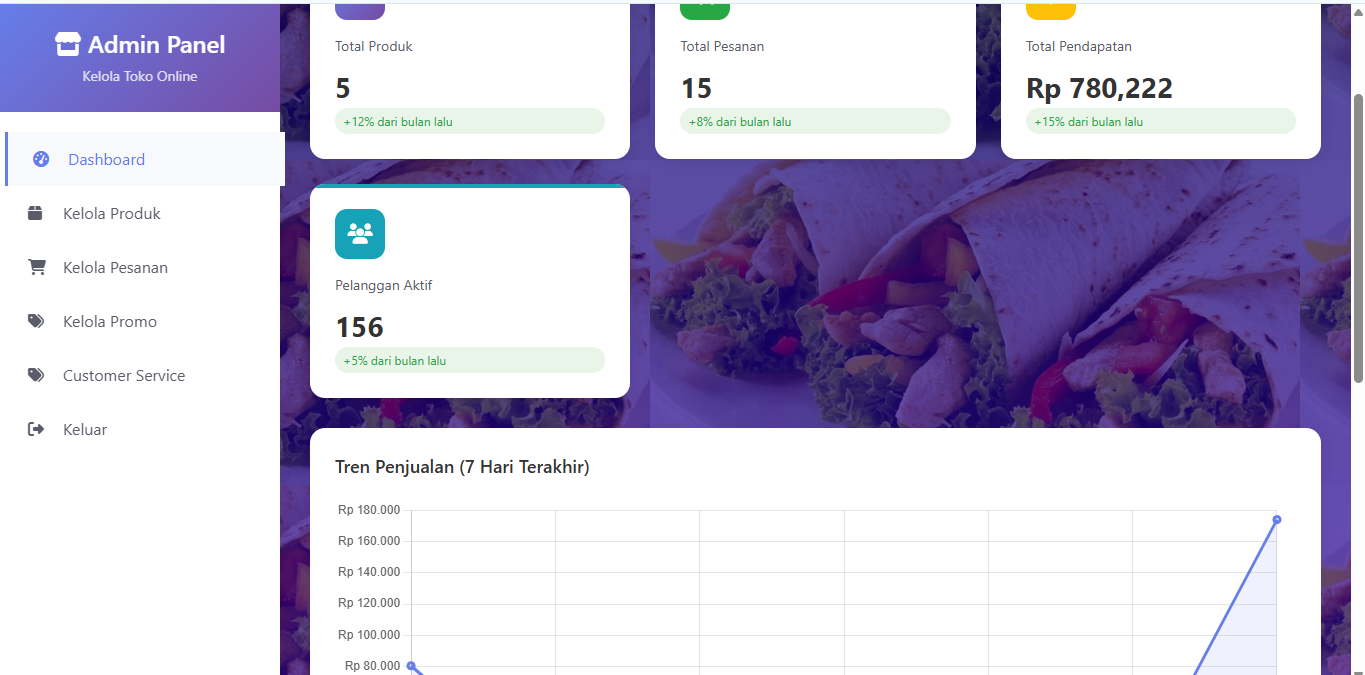 Admin Panel
Kelola Toko Online
Dashboard
Kelola Produk
Kelola Pesanan
Kelola Promo
Customer Service
Keluar
Total Produk
5
+12% dari bulan lalu
Total Pesanan
15
+8% dari bulan lalu
Total Pendapatan
Rp 780,222
+15% dari bulan lalu
Pelanggan Aktif
156
+5% dari bulan lalu
Tren Penjualan (7 Hari Terakhir)
Rp 180.000
Rp 160.000
Rp 140.000
Rp 120.000
Rp 100.000
Rp 80.000